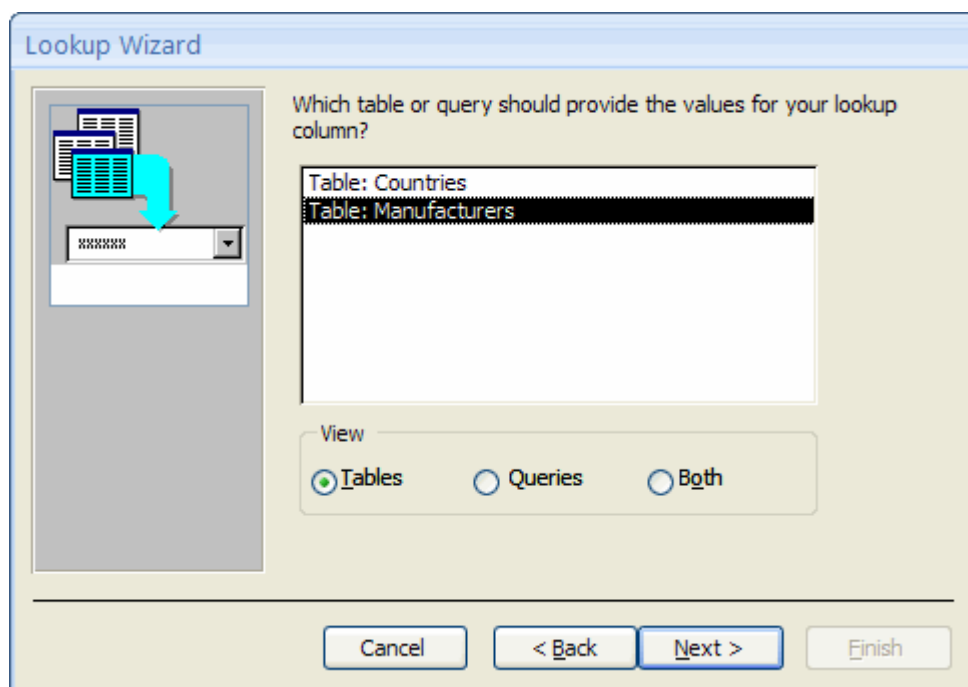 Lookup Wizard
Which table or query should provide the values for your lookup
column?
Table: Countries
Table: Manufacturers
xxxxxx
View
Tables Queries Both
Cancel < Back Next > Finish